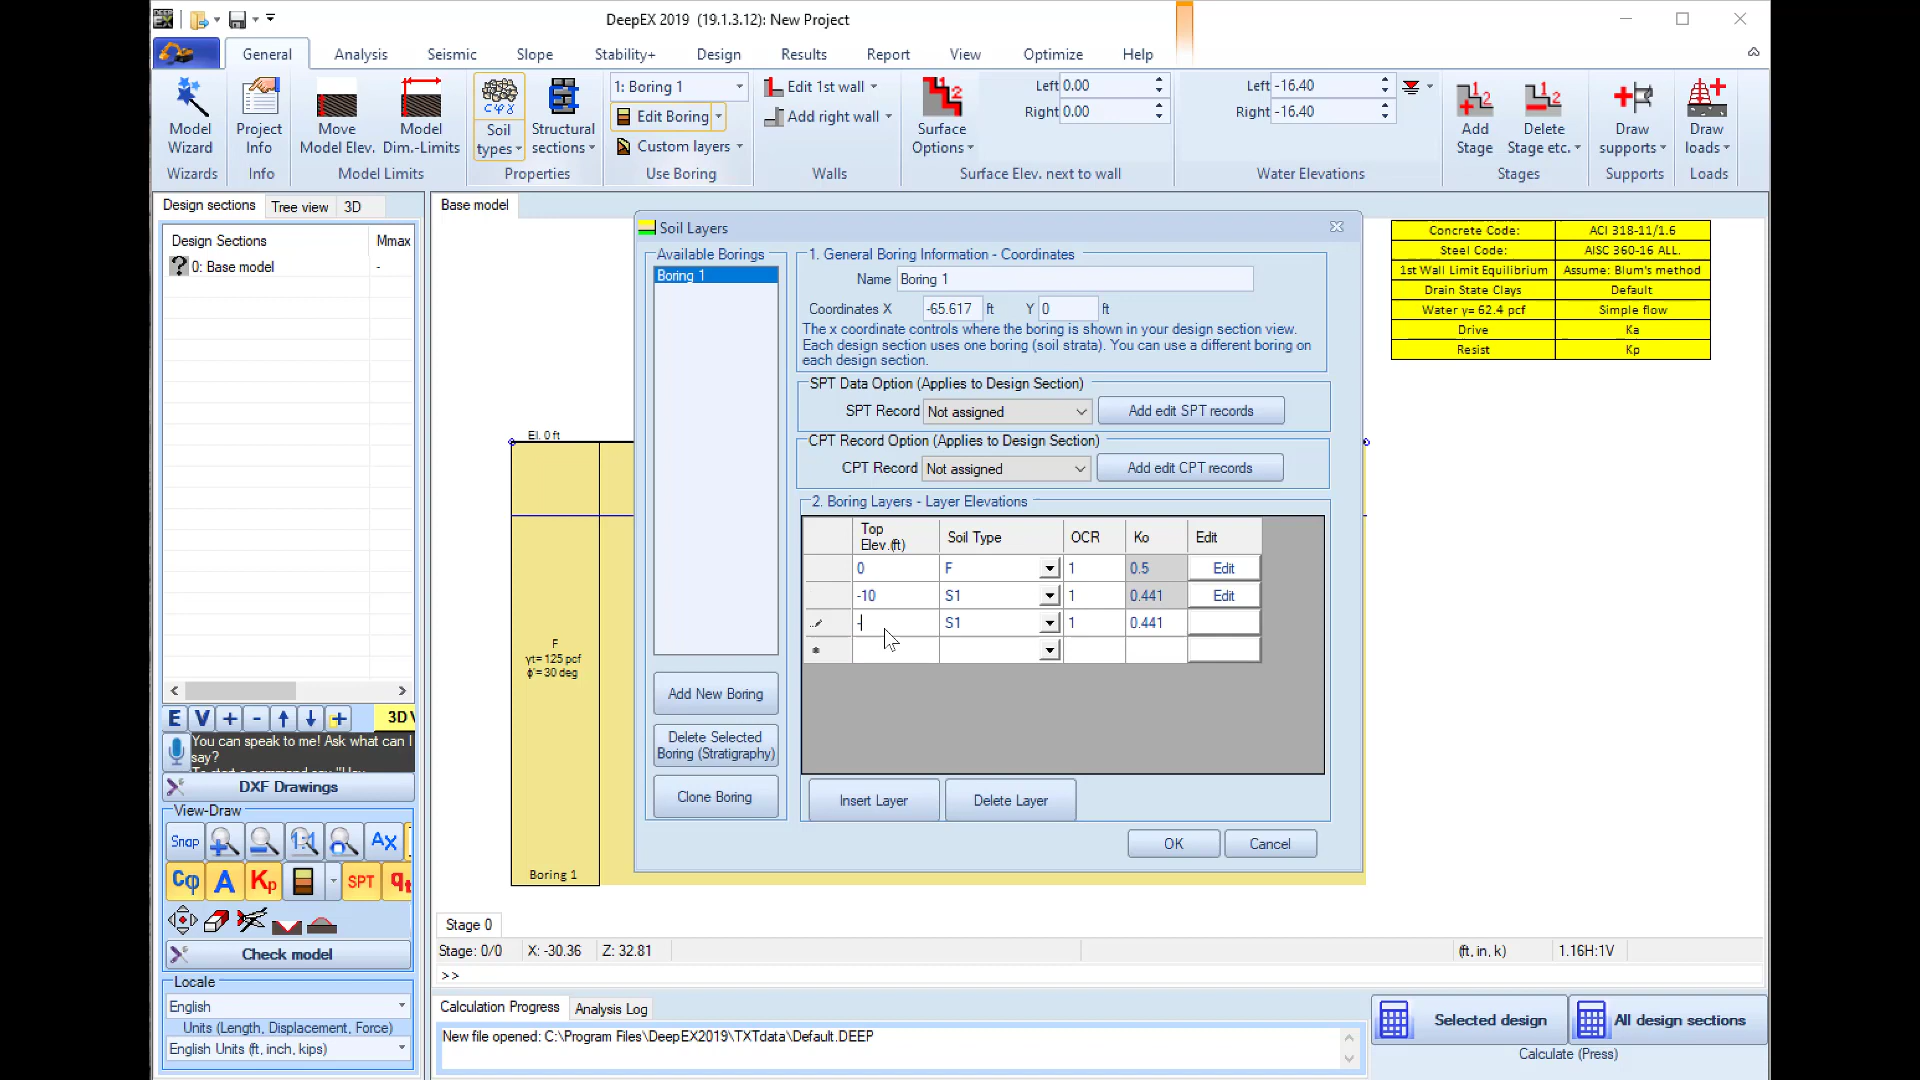 DeepEX 2019 (19.1.3.12): New Project
General
Analysis
Seismic
Slope
Stability+
Design
Results
Report
View
Optimize
Help
Model
Wizard
Wizards
Project
Info
Info
Move
Model Elev.
Model
Dim.-Limits
Model Limits
cφγ
Soil
types
Structural
sections
Properties
1: Boring 1
Edit Boring
Custom layers
Use Boring
Edit 1st wall
Add right wall
Walls
Surface
Options
Left 0.00
Right 0.00
Surface Elev. next to wall
Left -16.40
Right -16.40
Water Elevations
Add
Stage
Delete
Stage etc.
Stages
Draw
supports
Supports
Draw
loads
Loads
Design sections
Tree view
3D
Design Sections
Mmax
0: Base model
-
E V + -
3D
You can speak to me! Ask what can I
say?
DXF Drawings
View-Draw
Snap
1:1
AX
Cφ
A
Kp
SPT
Check model
Locale
English
Units (Length, Displacement, Force)
English Units (ft, inch, kips)
Base model
El. 0 ft
F
γt= 125 pcf
ϕ'= 30 deg
Boring 1
Soil Layers
Available Borings
Boring 1
Add New Boring
Delete Selected
Boring (Stratigraphy)
Clone Boring
1. General Boring Information - Coordinates
Name Boring 1
Coordinates X -65.617 ft Y 0 ft
The x coordinate controls where the boring is shown in your design section view.
Each design section uses one boring (soil strata). You can use a different boring on
each design section.
SPT Data Option (Applies to Design Section)
SPT Record Not assigned Add edit SPT records
CPT Record Option (Applies to Design Section)
CPT Record Not assigned Add edit CPT records
2. Boring Layers - Layer Elevations
Top
Elev.(ft) Soil Type OCR Ko Edit
0 F 1 0.5 Edit
-10 S1 1 0.441 Edit
- S1 1 0.441
Insert Layer
Delete Layer
OK
Cancel
Concrete Code: ACI 318-11/1.6
Steel Code: AISC 360-16 ALL.
1st Wall Limit Equilibrium Assume: Blum's method
Drain State Clays Default
Water γ= 62.4 pcf Simple flow
Drive Ka
Resist Kp
Stage 0
Stage: 0/0 X: -30.36 Z: 32.81 (ft, in, k) 1.16H:1V
>>
Calculation Progress
Analysis Log
New file opened: C:\Program Files\DeepEX2019\TXTdata\Default.DEEP
Selected design
All design sections
Calculate (Press)